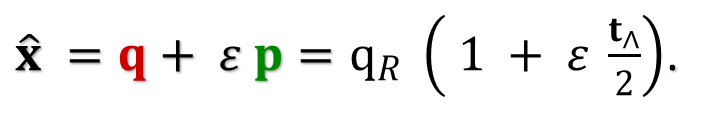 x̂ = q + ε p = q_R ( 1 + ε t_∧/2 ).